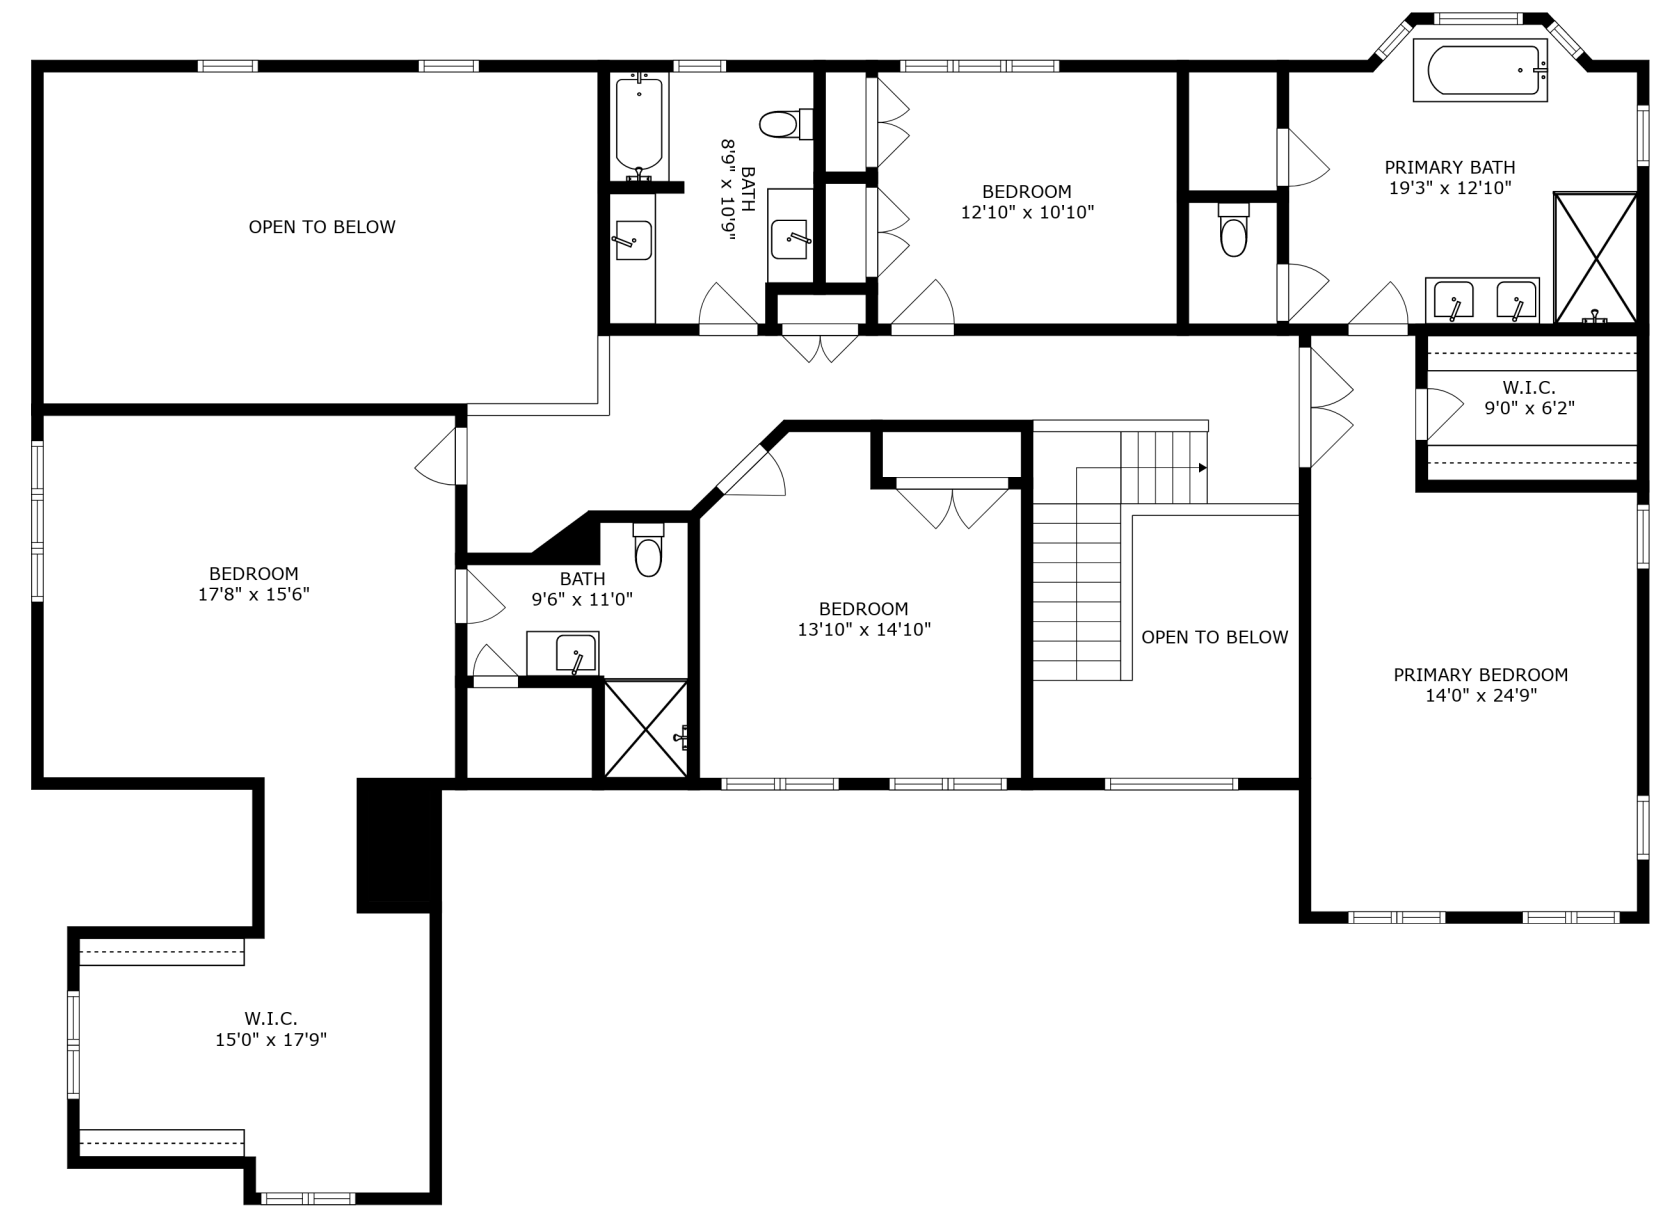 PRIMARY BATH
19'3" x 12'10"
BATH
8'9" x 10'9"
BEDROOM
12'10" x 10'10"
OPEN TO BELOW
W.I.C.
9'0" x 6'2"
BEDROOM
17'8" x 15'6"
BATH
9'6" x 11'0"
BEDROOM
13'10" x 14'10"
OPEN TO BELOW
PRIMARY BEDROOM
14'0" x 24'9"
W.I.C.
15'0" x 17'9"